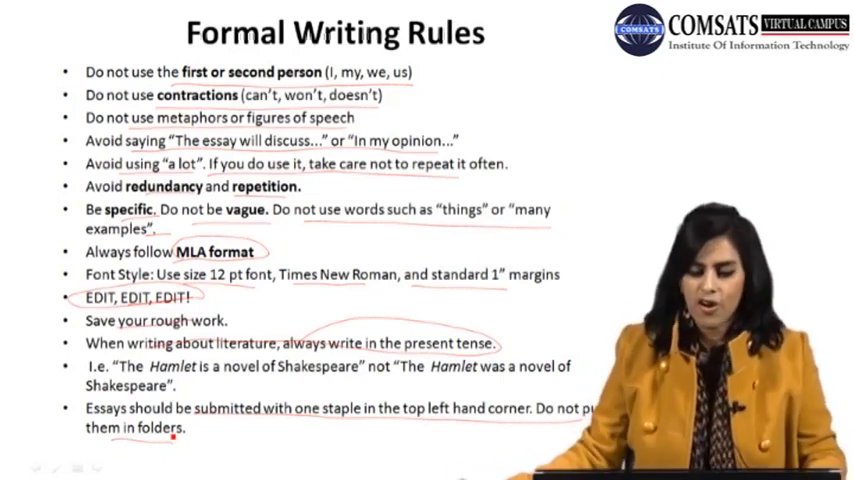 Formal Writing Rules
COMSATS VIRTUAL CAMPUS
Institute Of Information Technology
COMSATS
• Do not use the first or second person (I, my, we, us)
• Do not use contractions (can't, won't, doesn't)
• Do not use metaphors or figures of speech
• Avoid saying "The essay will discuss..." or "In my opinion..."
• Avoid using "a lot". If you do use it, take care not to repeat it often.
• Avoid redundancy and repetition.
• Be specific. Do not be vague. Do not use words such as "things" or "many
examples".
• Always follow MLA format
• Font Style: Use size 12 pt font, Times New Roman, and standard 1" margins
• EDIT, EDIT, EDIT!
• Save your rough work.
• When writing about literature, always write in the present tense.
• I.e. "The Hamlet is a novel of Shakespeare" not "The Hamlet was a novel of
Shakespeare".
• Essays should be submitted with one staple in the top left hand corner. Do not
them in folders.